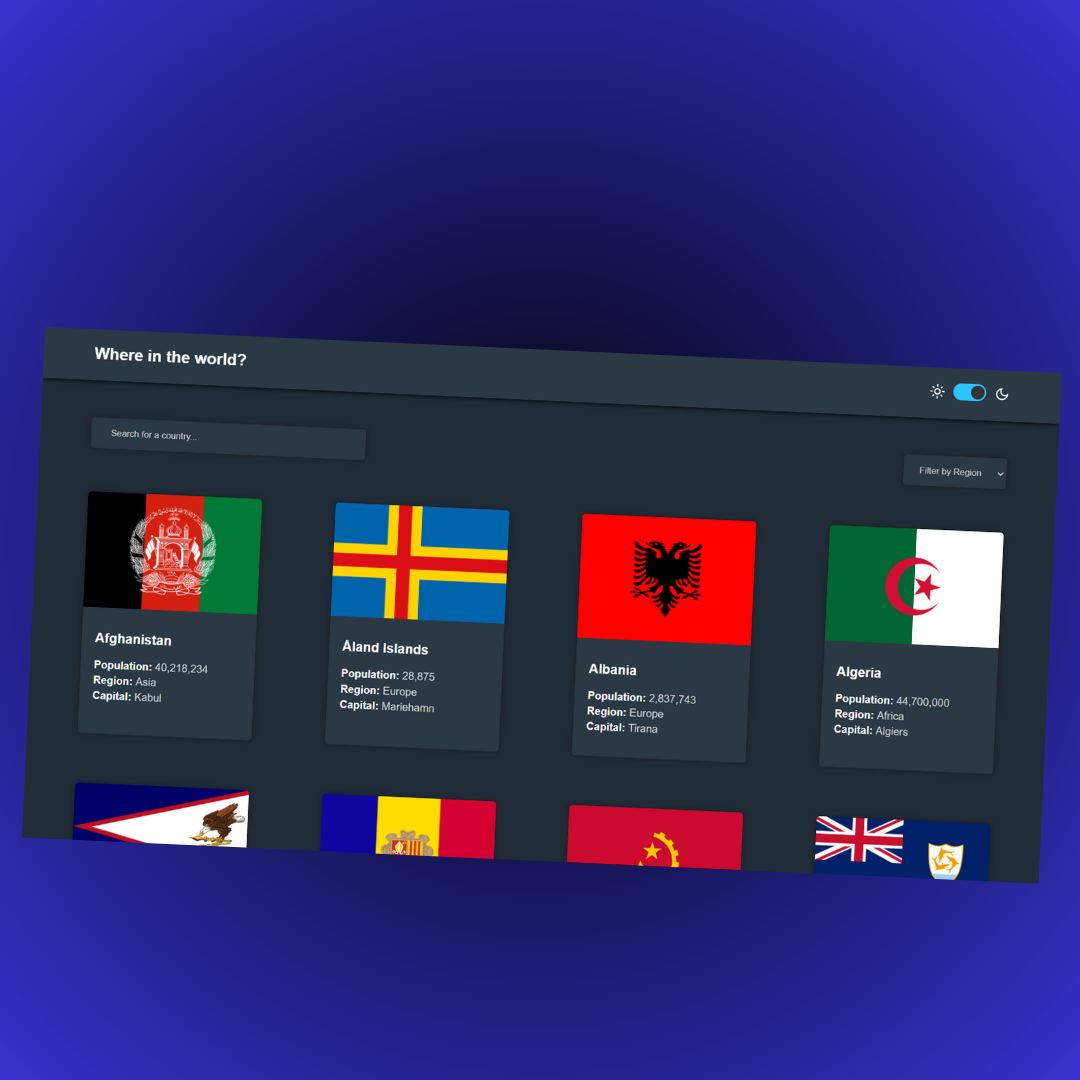 Where in the world?
Search for a country...
Filter by Region
Afghanistan
Population: 40,218,234
Region: Asia
Capital: Kabul
Åland Islands
Population: 28,875
Region: Europe
Capital: Mariehamn
Albania
Population: 2,837,743
Region: Europe
Capital: Tirana
Algeria
Population: 44,700,000
Region: Africa
Capital: Algiers